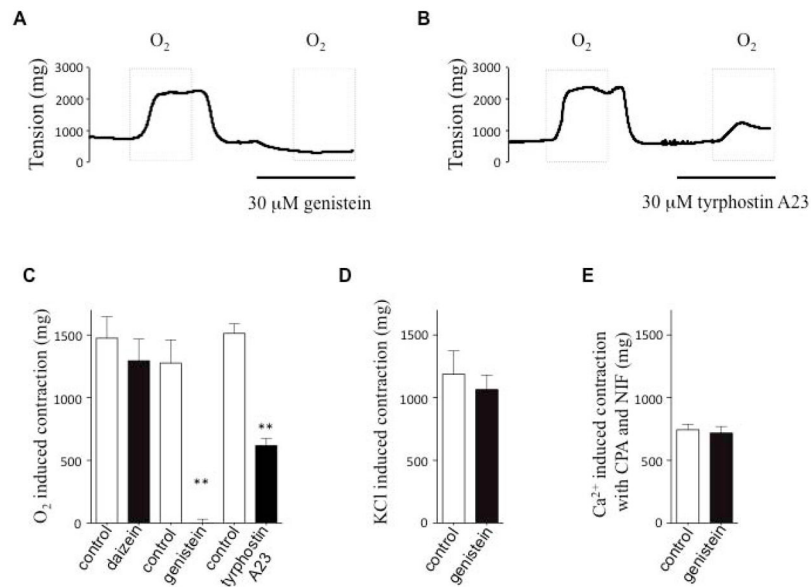 A
B
O2
O2
O2
O2
Tension (mg)
3000
2000
1000
0
Tension (mg)
3000
2000
1000
0
30 μM genistein
30 μM tyrphostin A23
C
D
E
O2 induced contraction (mg)
1500
1000
500
0
**
**
control
daizein
control
genistein
control
tyrphostin
A23
KCl induced contraction (mg)
1500
1000
500
0
control
genistein
Ca2+ induced contraction
with CPA and NIF (mg)
1500
1000
500
0
control
genistein